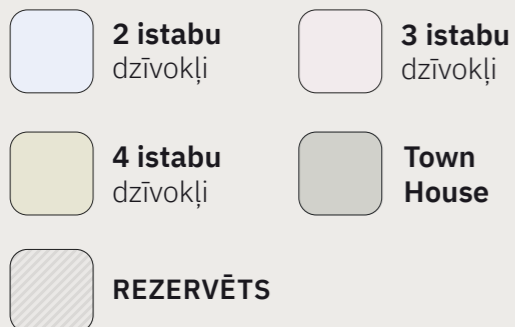 2 istabu
dzīvokļi
3 istabu
dzīvokļi
4 istabu
dzīvokļi
Town
House
REZERVĒTS